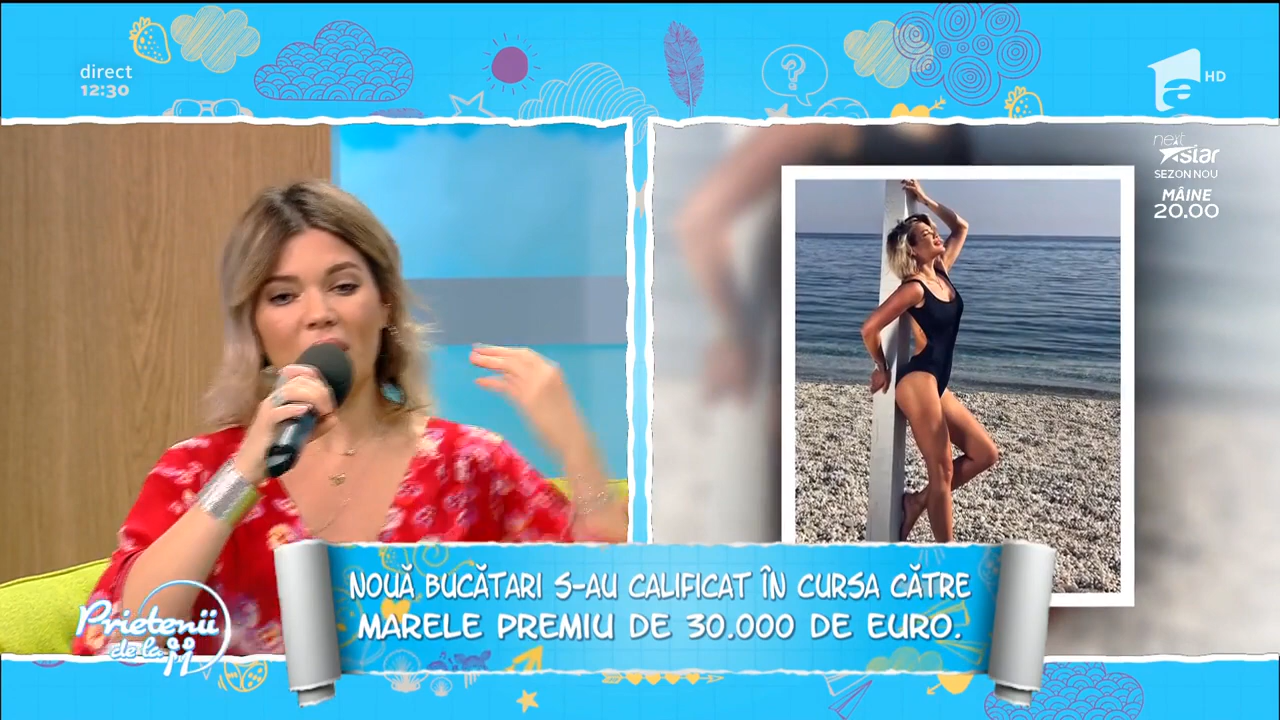 direct
12:30
HD
next
star
SEZON NOU
MÂINE
20.00
NOUĂ BUCĂTARI S-AU CALIFICAT ÎN CURSA CĂTRE
MARELE PREMIU DE 30.000 DE EURO.
Prietenii
de la 11